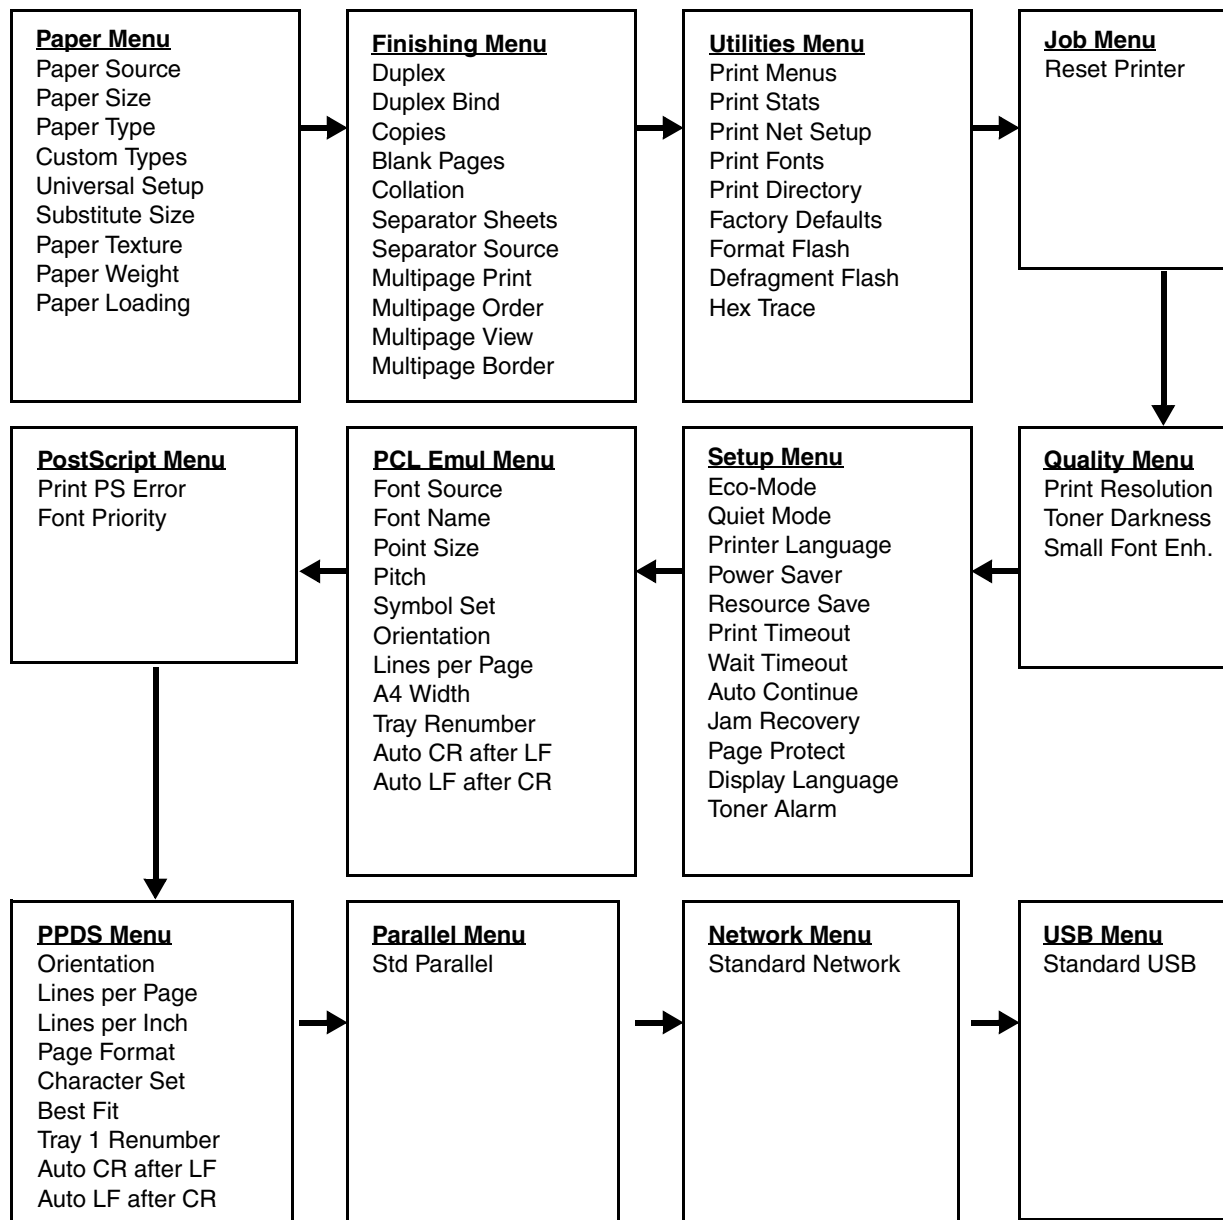 Paper Menu
Paper Source
Paper Size
Paper Type
Custom Types
Universal Setup
Substitute Size
Paper Texture
Paper Weight
Paper Loading
Finishing Menu
Duplex
Duplex Bind
Copies
Blank Pages
Collation
Separator Sheets
Separator Source
Multipage Print
Multipage Order
Multipage View
Multipage Border
Utilities Menu
Print Menus
Print Stats
Print Net Setup
Print Fonts
Print Directory
Factory Defaults
Format Flash
Defragment Flash
Hex Trace
Job Menu
Reset Printer
Quality Menu
Print Resolution
Toner Darkness
Small Font Enh.
Setup Menu
Eco-Mode
Quiet Mode
Printer Language
Power Saver
Resource Save
Print Timeout
Wait Timeout
Auto Continue
Jam Recovery
Page Protect
Display Language
Toner Alarm
PCL Emul Menu
Font Source
Font Name
Point Size
Pitch
Symbol Set
Orientation
Lines per Page
A4 Width
Tray Renumber
Auto CR after LF
Auto LF after CR
PostScript Menu
Print PS Error
Font Priority
PPDS Menu
Orientation
Lines per Page
Lines per Inch
Page Format
Character Set
Best Fit
Tray 1 Renumber
Auto CR after LF
Auto LF after CR
Parallel Menu
Std Parallel
Network Menu
Standard Network
USB Menu
Standard USB